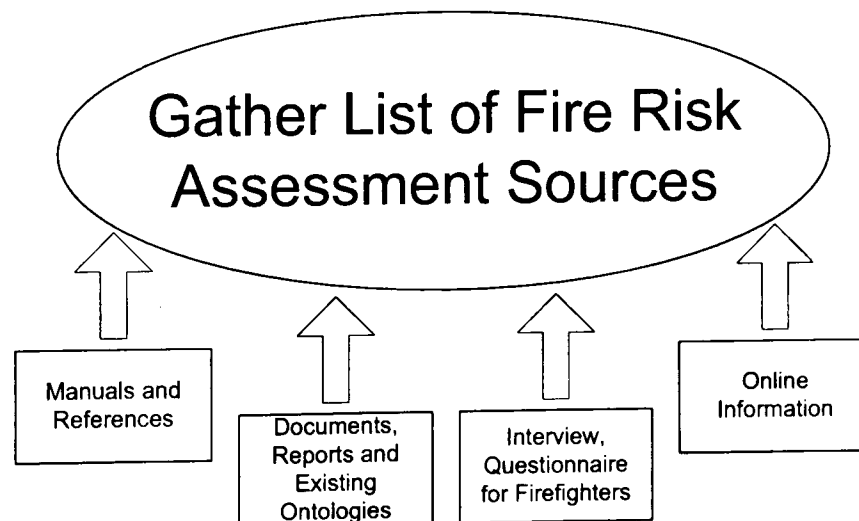 Gather List of Fire Risk
Assessment Sources
Manuals and
References
Documents,
Reports and
Existing
Ontologies
Interview,
Questionnaire
for Firefighters
Online
Information